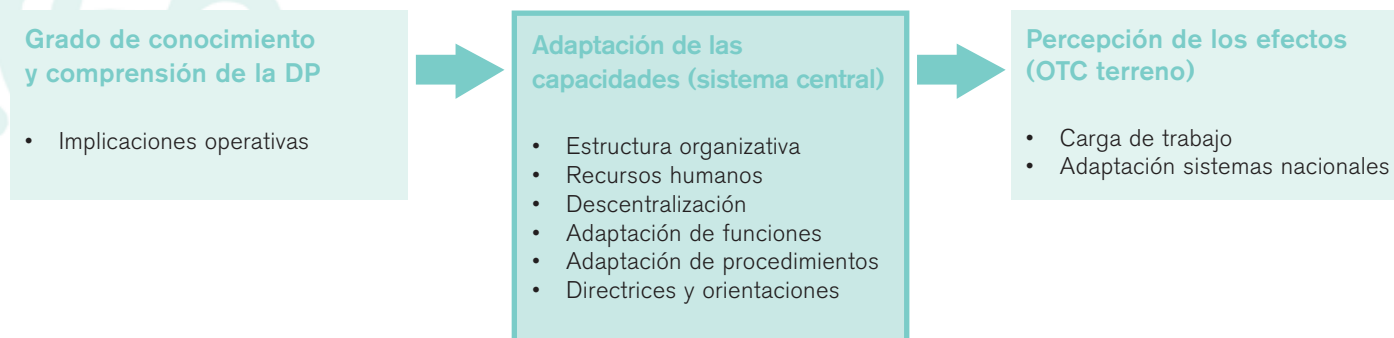 Grado de conocimiento
y comprensión de la DP
• Implicaciones operativas
Adaptación de las
capacidades (sistema central)
• Estructura organizativa
• Recursos humanos
• Descentralización
• Adaptación de funciones
• Adaptación de procedimientos
• Directrices y orientaciones
Percepción de los efectos
(OTC terreno)
• Carga de trabajo
• Adaptación sistemas nacionales